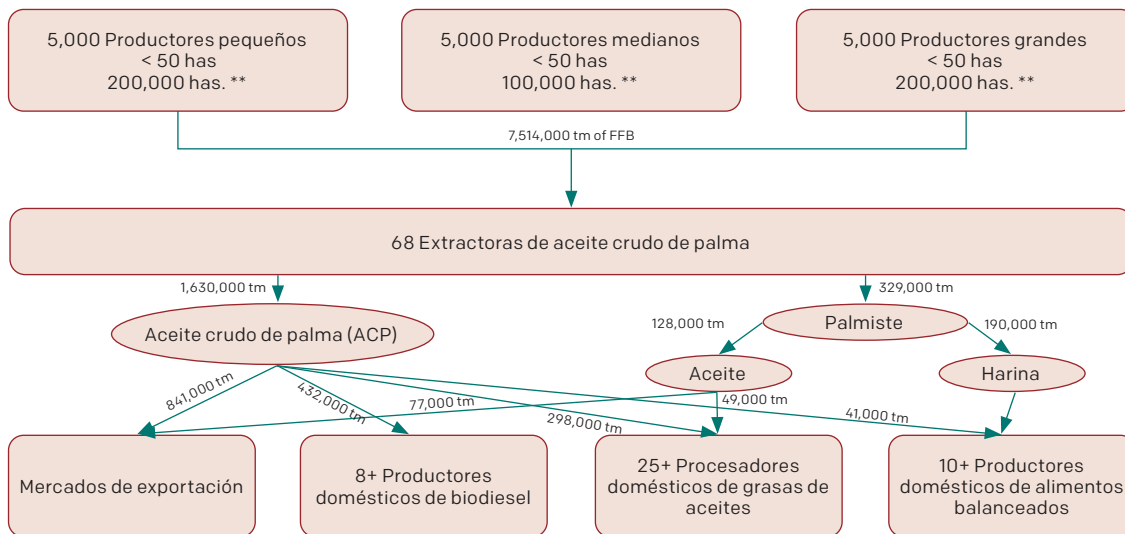 5,000 Productores pequeños
< 50 has
200,000 has. **
5,000 Productores medianos
< 50 has
100,000 has. **
5,000 Productores grandes
< 50 has
200,000 has. **
7,514,000 tm of FFB
68 Extractoras de aceite crudo de palma
1,630,000 tm
329,000 tm
Aceite crudo de palma (ACP)
128,000 tm
Palmiste
190,000 tm
Aceite
Harina
841,000 tm
432,000 tm
77,000 tm
298,000 tm
49,000 tm
41,000 tm
Mercados de exportación
8+ Productores
domésticos de biodiesel
25+ Procesadores
domésticos de grasas de
aceites
10+ Productores
domésticos de alimentos
balanceados